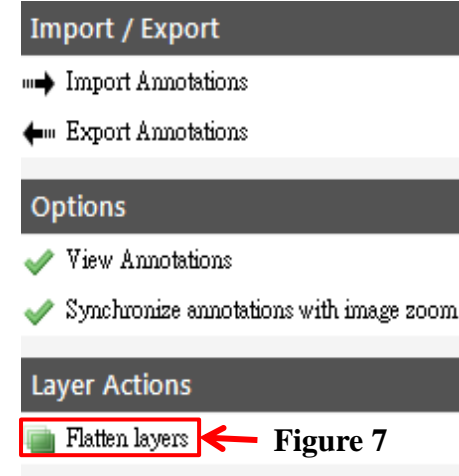 Import / Export
Import Annotations
Export Annotations
Options
View Annotations
Synchronize annotations with image zoom
Layer Actions
Flatten layers Figure 7